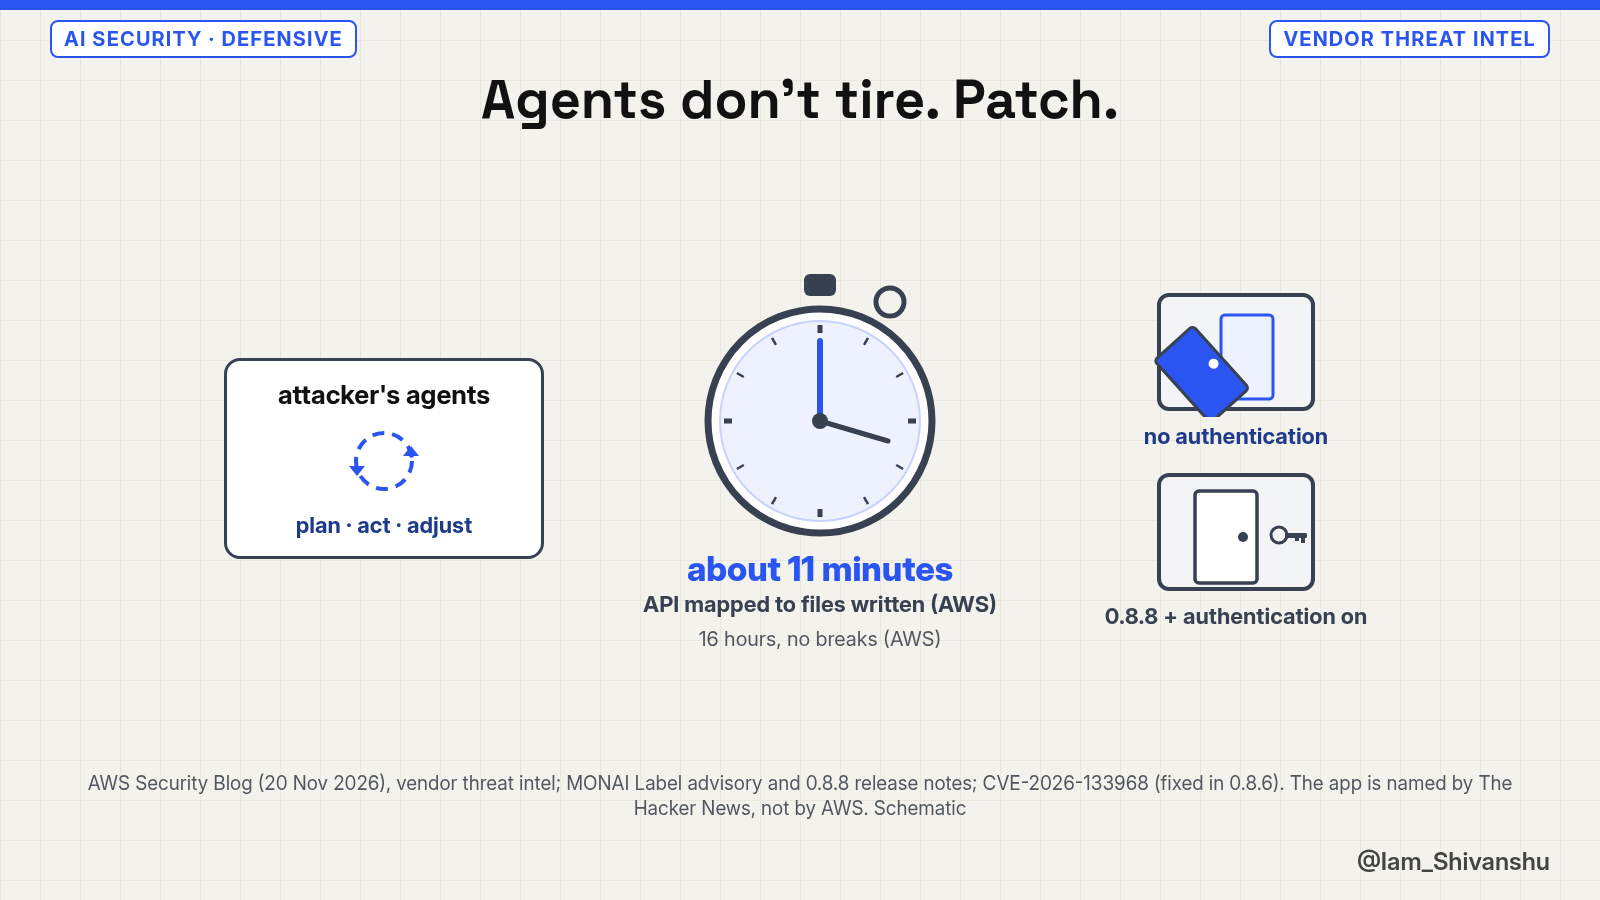 AI SECURITY · DEFENSIVE
VENDOR THREAT INTEL
Agents don’t tire. Patch.
attacker's agents
plan · act · adjust
about 11 minutes
API mapped to files written (AWS)
16 hours, no breaks (AWS)
no authentication
0.8.8 + authentication on
AWS Security Blog (20 Nov 2026), vendor threat intel; MONAI Label advisory and 0.8.8 release notes; CVE-2026-133968 (fixed in 0.8.6). The app is named by The
Hacker News, not by AWS. Schematic
@Iam_Shivanshu